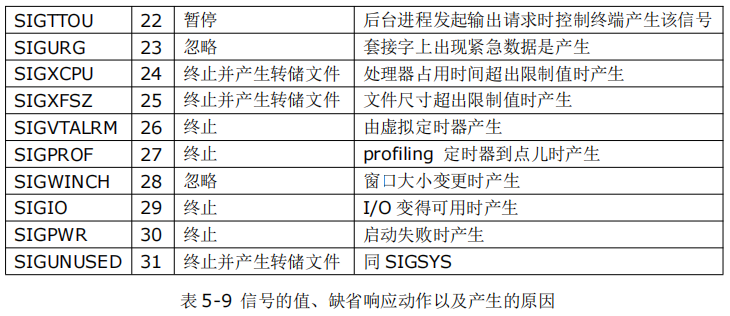 SIGTTOU 22 暂停 后台进程发起输出请求时控制终端产生该信号
SIGURG 23 忽略 套接字上出现紧急数据是产生
SIGXCPU 24 终止并产生转储文件 处理器占用时间超出限制值时产生
SIGXFSZ 25 终止并产生转储文件 文件尺寸超出限制值时产生
SIGVTALRM 26 终止 由虚拟定时器产生
SIGPROF 27 终止 profiling 定时器到点儿时产生
SIGWINCH 28 忽略 窗口大小变更时产生
SIGIO 29 终止 I/O 变得可用时产生
SIGPWR 30 终止 启动失败时产生
SIGUNUSED 31 终止并产生转储文件 同 SIGSYS
表 5-9 信号的值、缺省响应动作以及产生的原因